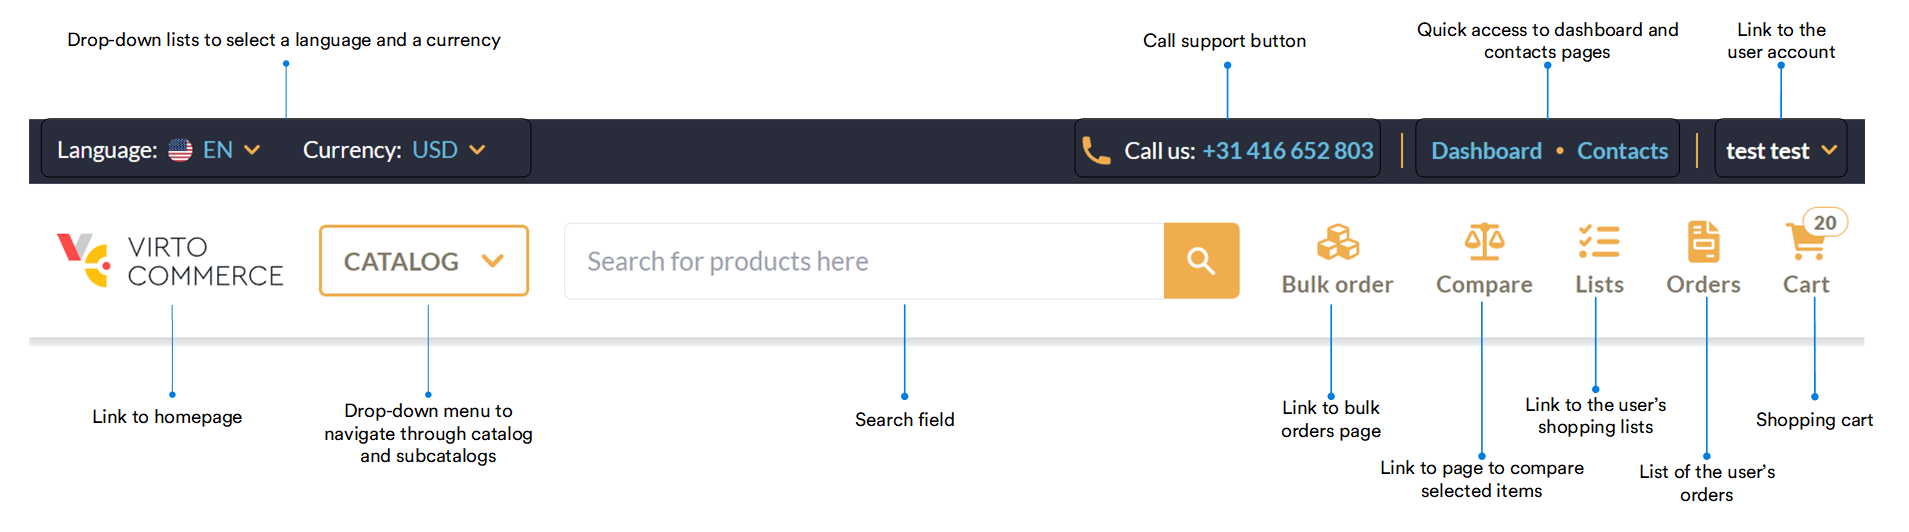 Drop-down lists to select a language and a currency
Call support button
Quick access to dashboard and
contacts pages
Link to the
user account
Language: EN Currency: USD
Call us: +31 416 652 803 Dashboard • Contacts test test
20
VIRTO
COMMERCE
CATALOG
Search for products here
Bulk order Compare Lists Orders Cart
Link to homepage
Drop-down menu to
navigate through catalog
and subcatalogs
Search field
Link to bulk
orders page
Link to page to compare
selected items
Link to the user’s
shopping lists
List of the user’s
orders
Shopping cart